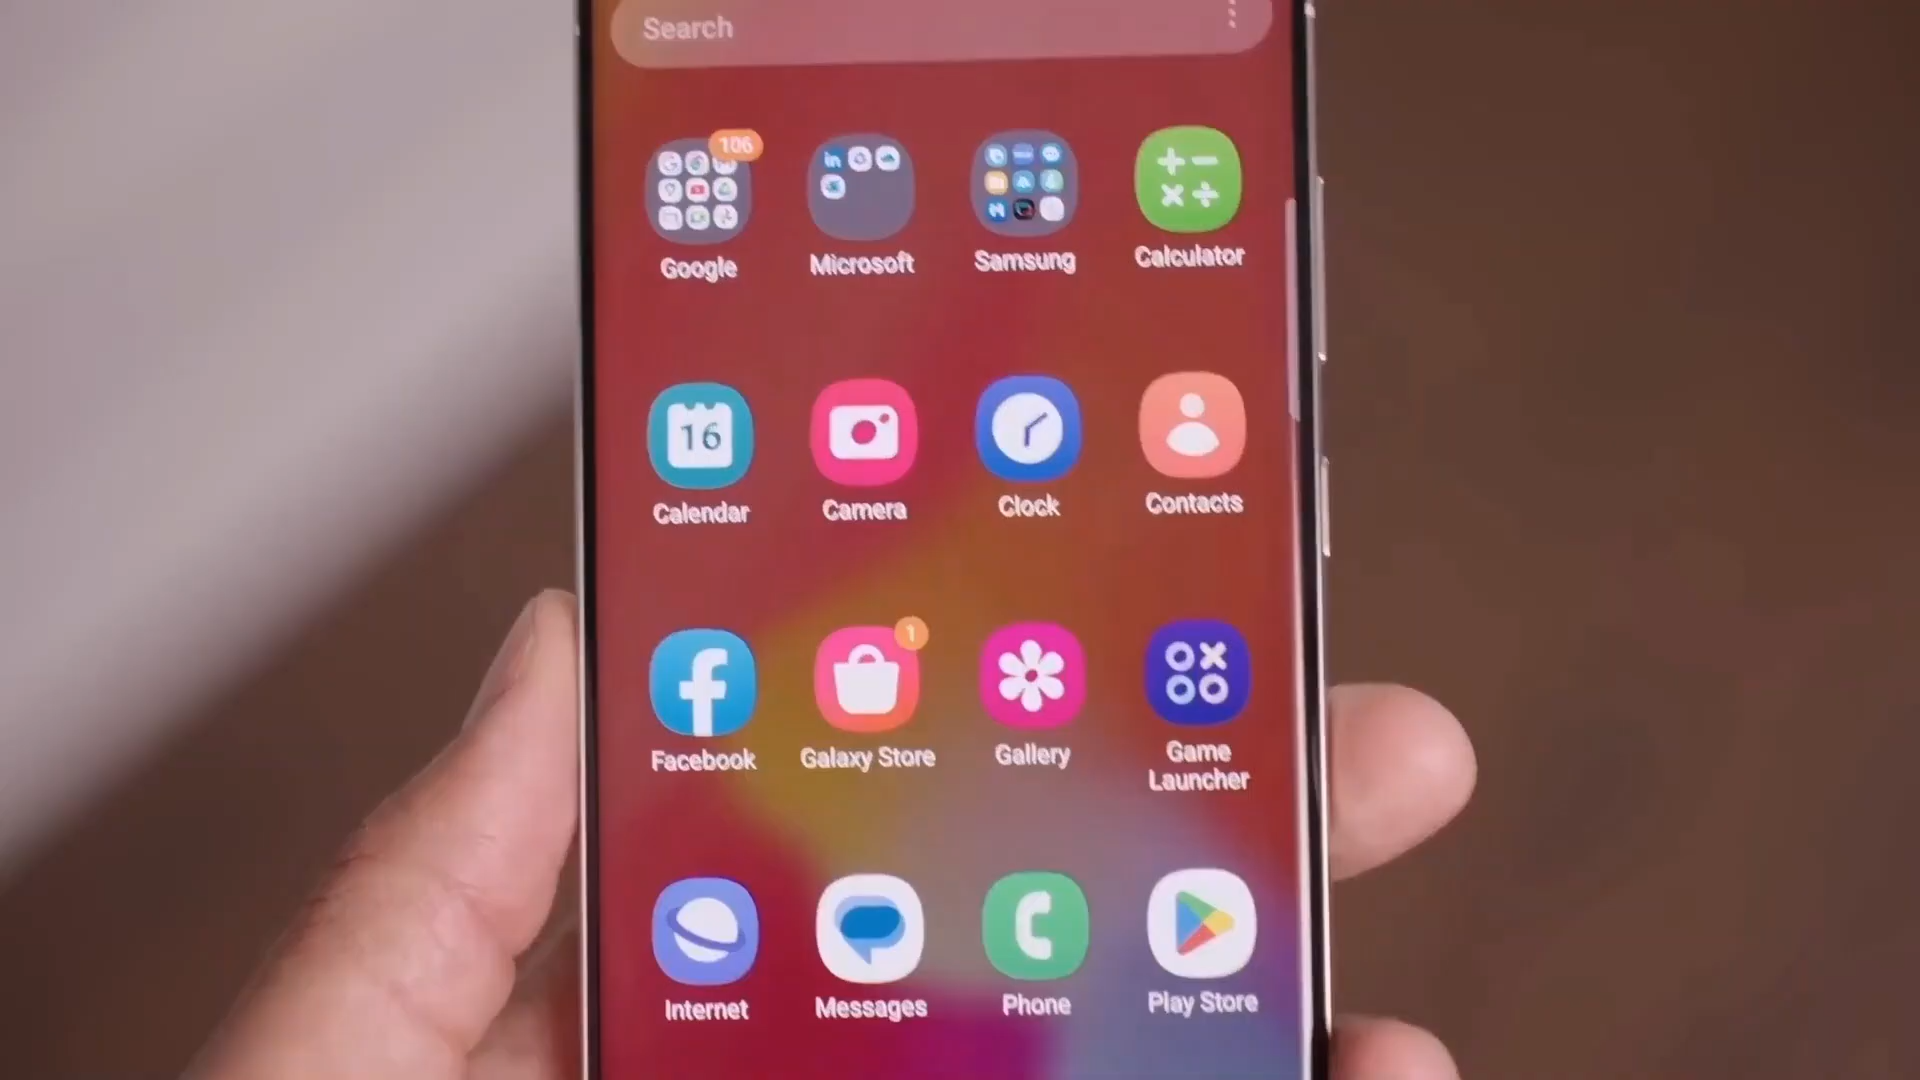 Search
106
in
Google
Microsoft
Samsung
Calculator
16
Calendar
Camera
Clock
Contacts
1
Facebook
Galaxy Store
Gallery
Game
Launcher
Internet
Messages
Phone
Play Store